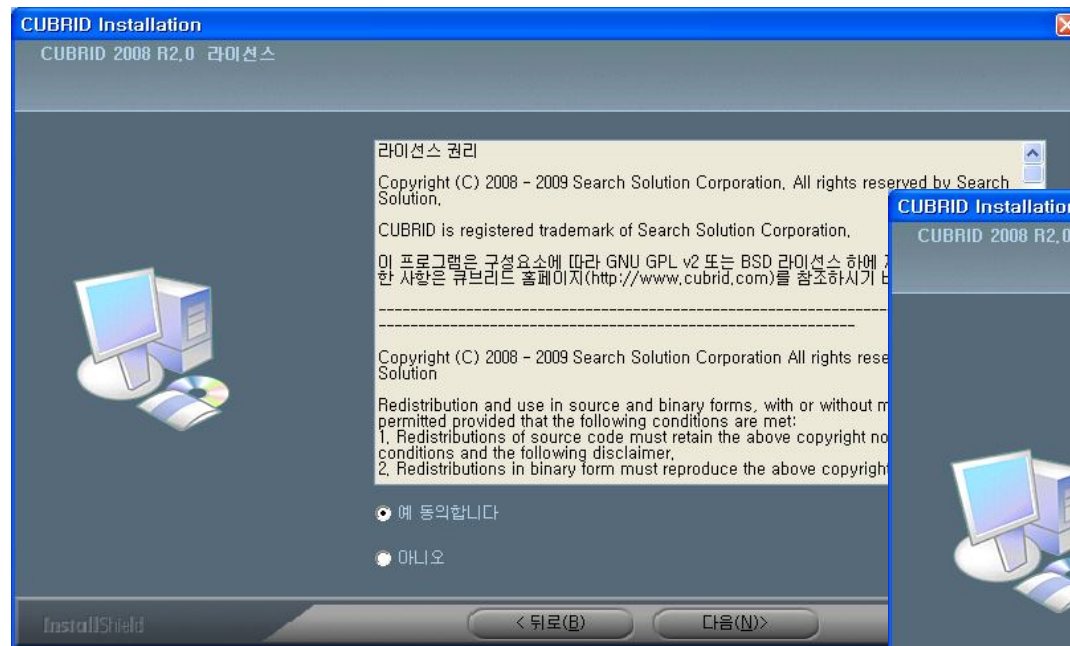 CUBRID Installation
CUBRID 2008 R2.0 라이선스
라이선스 권리
Copyright (C) 2008 - 2009 Search Solution Corporation. All rights reserved by Search
Solution.
CUBRID is registered trademark of Search Solution Corporation.
이 프로그램은 구성요소에 따라 GNU GPL v2 또는 BSD 라이선스 하에
한 사항은 큐브리드 홈페이지(http://www.cubrid.com)를 참조하시기
--------------------------------------------------------------------
---------------------------------------------------------------
Copyright (C) 2008 - 2009 Search Solution Corporation All rights rese
Solution
Redistribution and use in source and binary forms, with or without m
permitted provided that the following conditions are met:
1. Redistributions of source code must retain the above copyright no
conditions and the following disclaimer.
2. Redistributions in binary form must reproduce the above copyright
예 동의합니다
아니오
InstallShield
< 뒤로(B)
다음(N)>
CUBRID Installation
CUBRID 2008 R2.0